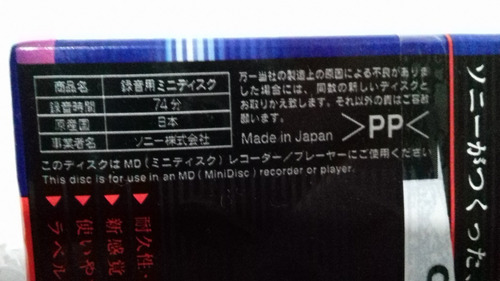 商品名 録音用ミニディスク
録音時間 74分
原産国 日本
事業者名 ソニー株式会社
万一当社の製造上の原因による不良がありま
した場合には、同数の新しいディスクと
お取りかえ致します。それ以外の責はご容赦
願います。
Made in Japan >PP<
このディスクはMD(ミニディスク)レコーダー/プレーヤーにご使用ください
This disc is for use in an MD (MiniDisc) recorder or player.
ソニーがつくった、
▼耐久性・
▼新感覚
▼使いや
▼ラベル